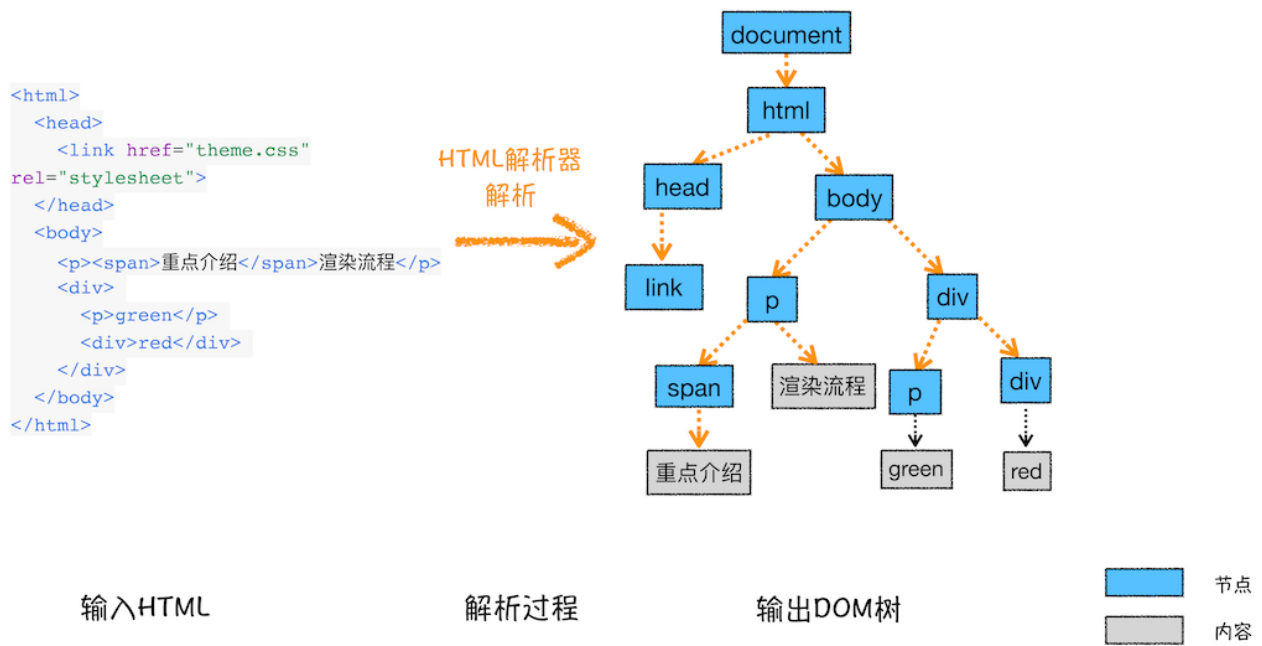 <html>
<head>
<link href="theme.css"
rel="stylesheet">
</head>
<body>
<p><span>重点介绍</span>渲染流程</p>
<div>
<p>green</p>
<div>red</div>
</div>
</body>
</html>
HTML解析器
解析
document
html
head
body
link
p
div
span
渲染流程
p
div
重点介绍
green
red
输入HTML
解析过程
输出DOM树
节点
内容